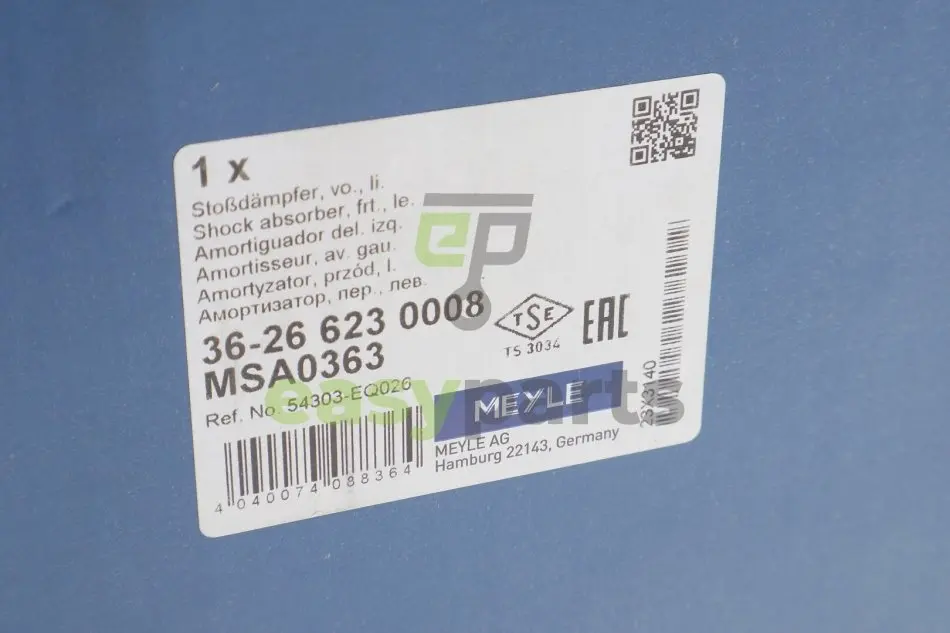 1 x
Stoßdämpfer, vo., li.
Shock absorber, frt., le.
Amortiguador del. izq.
Amortisseur, av. gau.
Amortyzator, przód, l.
Амортизатор, пер., лев.
36-26 623 0008
MSA0363
Ref. No. 54303-EQ026
4 040074 088364
TSE
TS 3034
EAC
MEYLE
MEYLE AG
Hamburg 22143, Germany
23X3140
ep
easyparts